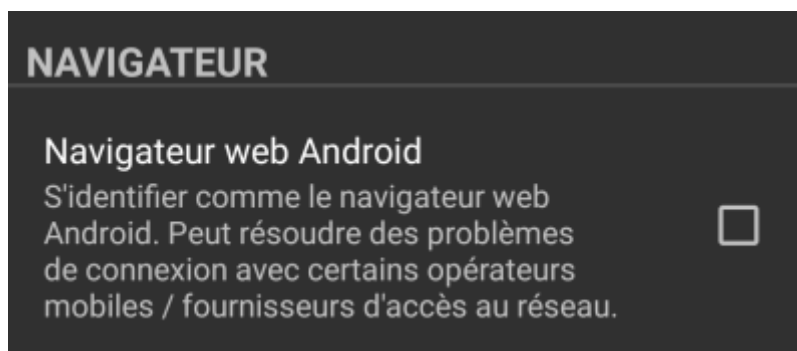 NAVIGATEUR
Navigateur web Android
S'identifier comme le navigateur web
Android. Peut résoudre des problèmes
de connexion avec certains opérateurs
mobiles / fournisseurs d'accès au réseau.